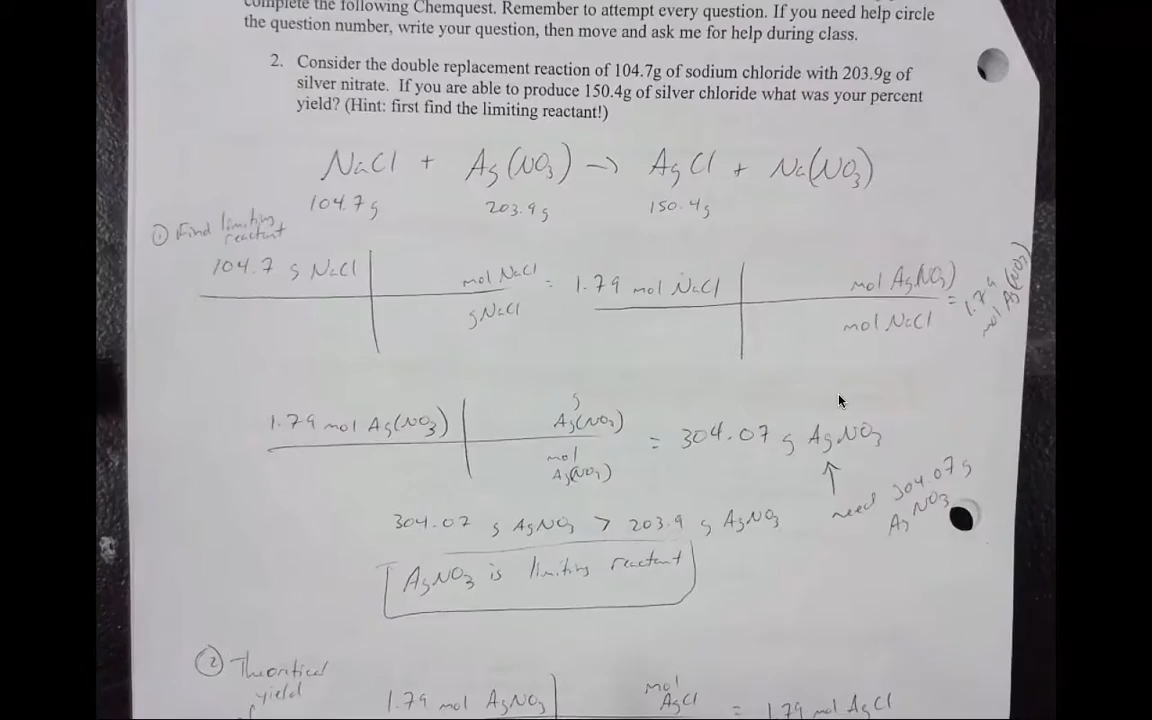 complete the following Chemquest. Remember to attempt every question. If you need help circle
the question number, write your question, then move and ask me for help during class.
2. Consider the double replacement reaction of 104.7g of sodium chloride with 203.9g of
silver nitrate. If you are able to produce 150.4g of silver chloride what was your percent
yield? (Hint: first find the limiting reactant!)
NaCl + Ag(NO3) → AgCl + Na(NO3)
104.7g 203.9g 150.4g
① Find limiting
reactant
104.7 g NaCl mol NaCl = 1.79 mol NaCl mol AgNO3) = 1.79
gNaCl mol NaCl mol Ag(NO3)
1.79 mol Ag(NO3) g
Ag(NO3) = 304.07 g AgNO3
mol
Ag(NO3)
↑ need 304.07g
AgNO3
304.07 g AgNO3 > 203.9 g AgNO3
AgNO3 is limiting reactant
② Theoritical
yield
1.79 mol AgNO3 mol
AgCl = 1.79 mol AgCl